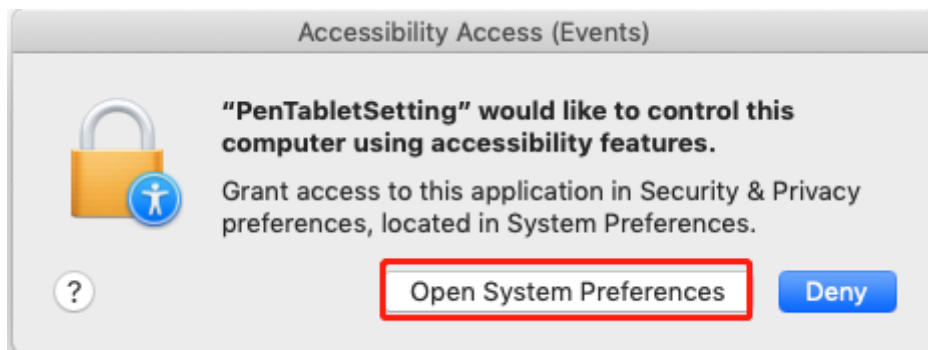 Accessibility Access (Events)
“PenTabletSetting” would like to control this
computer using accessibility features.
Grant access to this application in Security & Privacy
preferences, located in System Preferences.
?
Open System Preferences
Deny